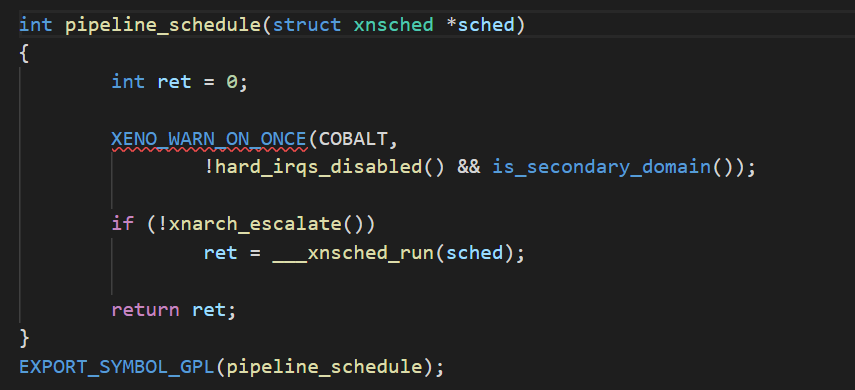 int pipeline_schedule(struct xnsched *sched)
{
        int ret = 0;

        XENO_WARN_ON_ONCE(COBALT,
                !hard_irqs_disabled() && is_secondary_domain());

        if (!xnarch_escalate())
                ret = ___xnsched_run(sched);

        return ret;
}
EXPORT_SYMBOL_GPL(pipeline_schedule);